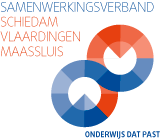 SAMENWERKINGSVERBAND
SCHIEDAM
VLAARDINGEN
MAASSLUIS
ONDERWIJS DAT PAST